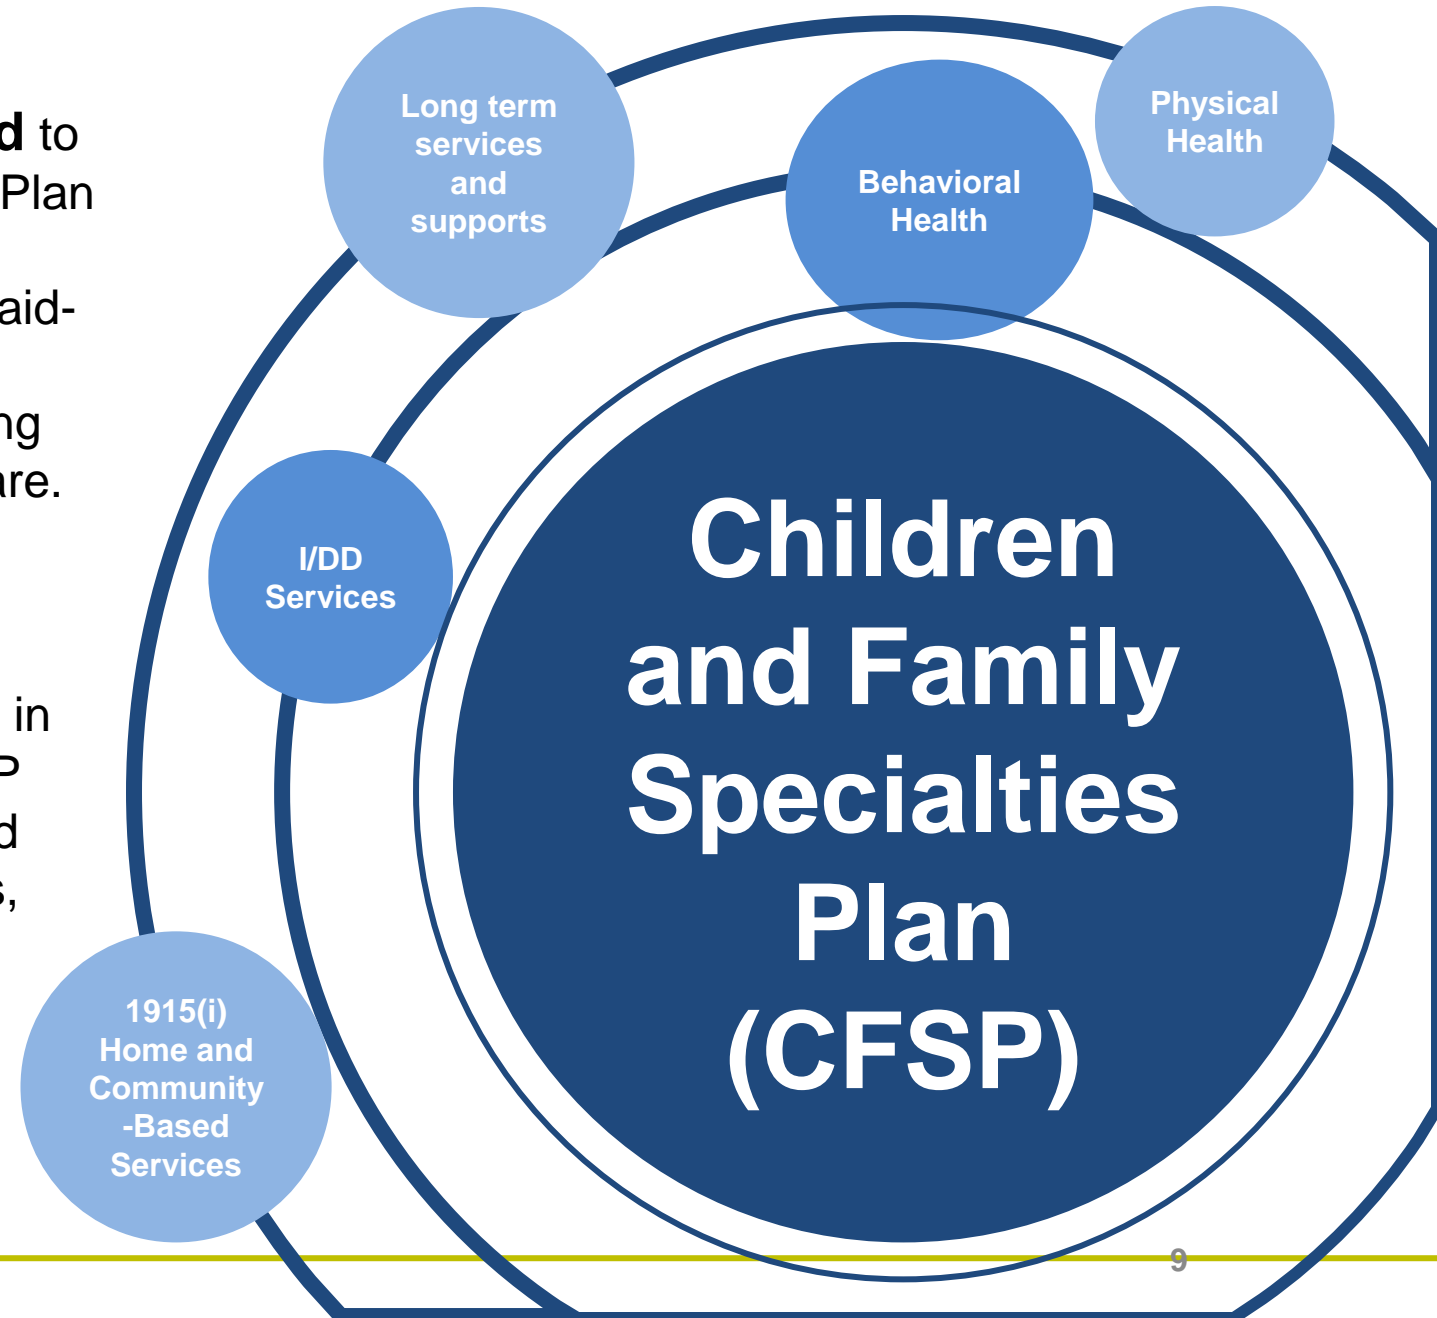 d to
Plan
aid-
ng
are.
in
P
d
s,
Long term
services
and
supports
Behavioral
Health
Physical
Health
I/DD
Services
1915(i)
Home and
Community
-Based
Services
Children
and Family
Specialties
Plan
(CFSP)
9